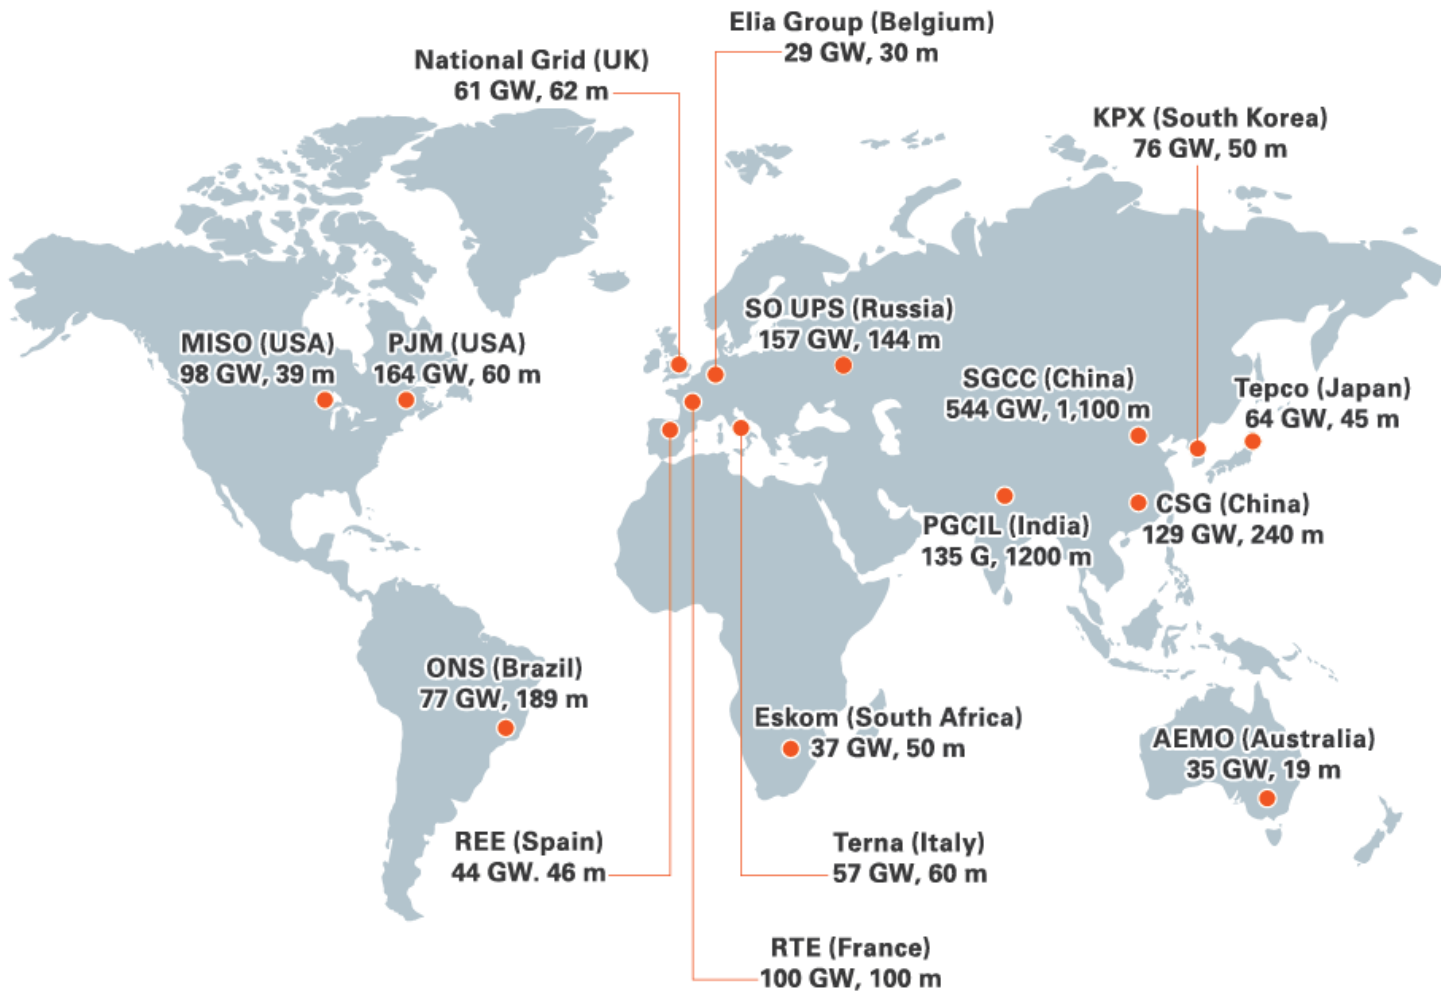 Elia Group (Belgium)
29 GW, 30 m
National Grid (UK)
61 GW, 62 m
KPX (South Korea)
76 GW, 50 m
SO UPS (Russia)
157 GW, 144 m
MISO (USA)
98 GW, 39 m
PJM (USA)
164 GW, 60 m
SGCC (China)
544 GW, 1,100 m
Tepco (Japan)
64 GW, 45 m
CSG (China)
129 GW, 240 m
PGCIL (India)
135 G, 1200 m
ONS (Brazil)
77 GW, 189 m
Eskom (South Africa)
37 GW, 50 m
AEMO (Australia)
35 GW, 19 m
REE (Spain)
44 GW. 46 m
Terna (Italy)
57 GW, 60 m
RTE (France)
100 GW, 100 m